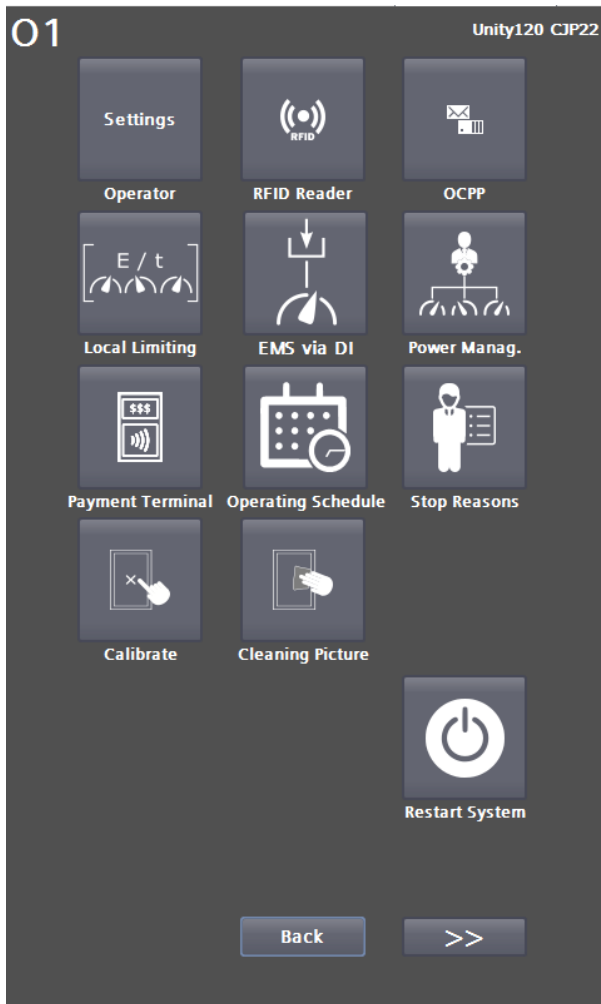 O1
Unity120 CJP22
Settings
Operator
RFID
RFID Reader
OCPP
E / t
Local Limiting
EMS via DI
Power Manag.
$$$
Payment Terminal
Operating Schedule
Stop Reasons
Calibrate
Cleaning Picture
Restart System
Back
>>